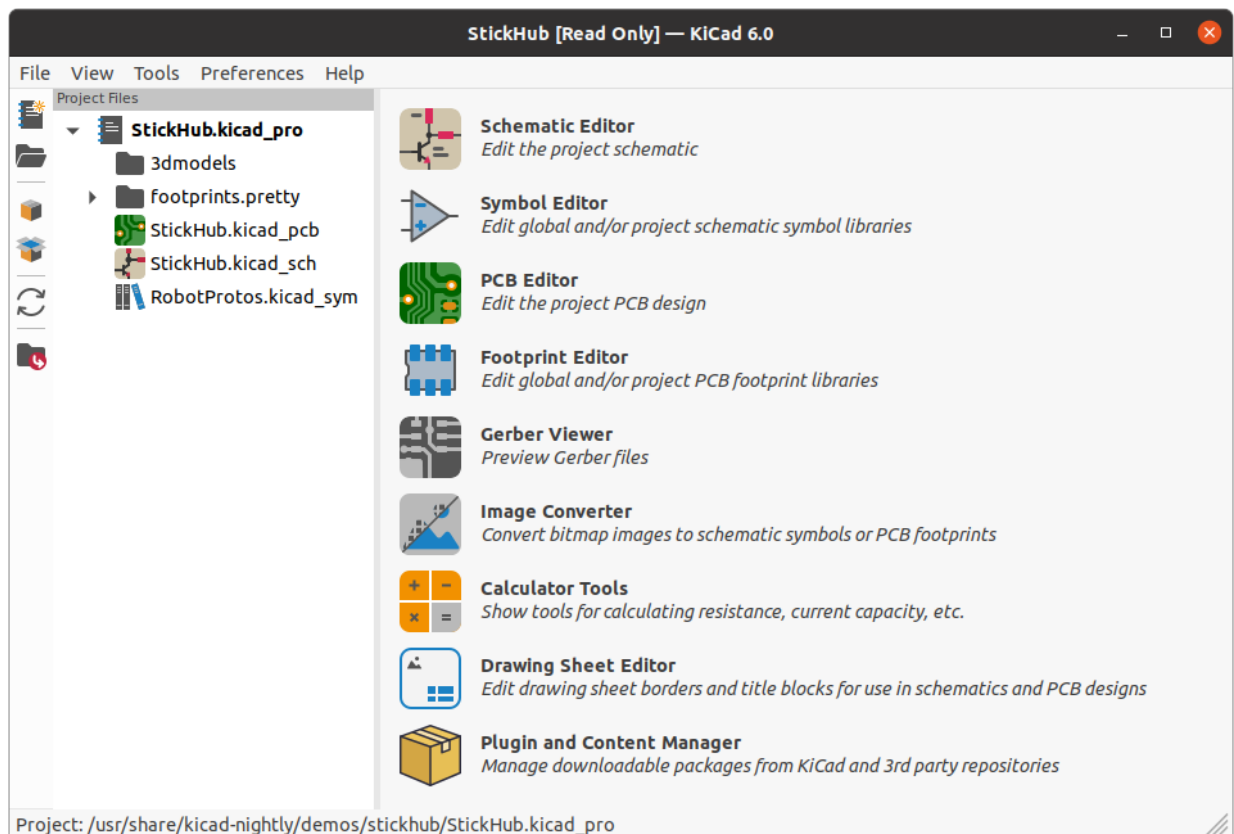 StickHub [Read Only] — KiCad 6.0
File View Tools Preferences Help
Project Files
StickHub.kicad_pro
3dmodels
footprints.pretty
StickHub.kicad_pcb
StickHub.kicad_sch
RobotProtos.kicad_sym
Schematic Editor
Edit the project schematic
Symbol Editor
Edit global and/or project schematic symbol libraries
PCB Editor
Edit the project PCB design
Footprint Editor
Edit global and/or project PCB footprint libraries
Gerber Viewer
Preview Gerber files
Image Converter
Convert bitmap images to schematic symbols or PCB footprints
Calculator Tools
Show tools for calculating resistance, current capacity, etc.
Drawing Sheet Editor
Edit drawing sheet borders and title blocks for use in schematics and PCB designs
Plugin and Content Manager
Manage downloadable packages from KiCad and 3rd party repositories
Project: /usr/share/kicad-nightly/demos/stickhub/StickHub.kicad_pro